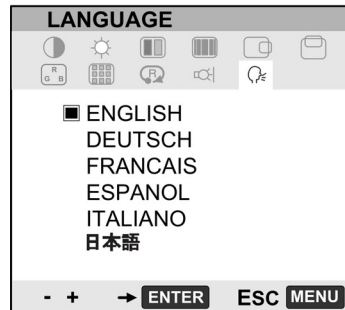 LANGUAGE
R
G B
R
ENGLISH
DEUTSCH
FRANCAIS
ESPANOL
ITALIANO
日本語
- + → ENTER ESC MENU